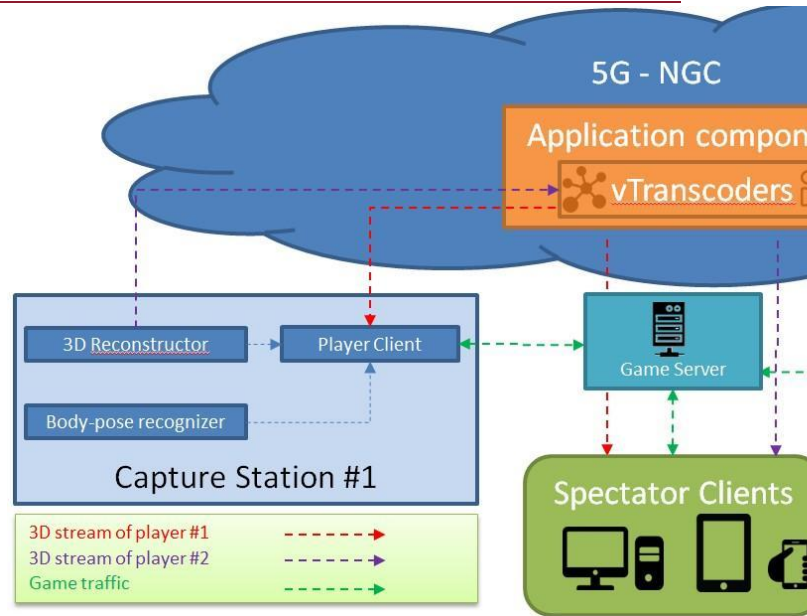 5G - NGC
Application compon
vTranscoders
3D Reconstructor
Player Client
Game Server
Body-pose recognizer
Capture Station #1
Spectator Clients
3D stream of player #1
3D stream of player #2
Game traffic